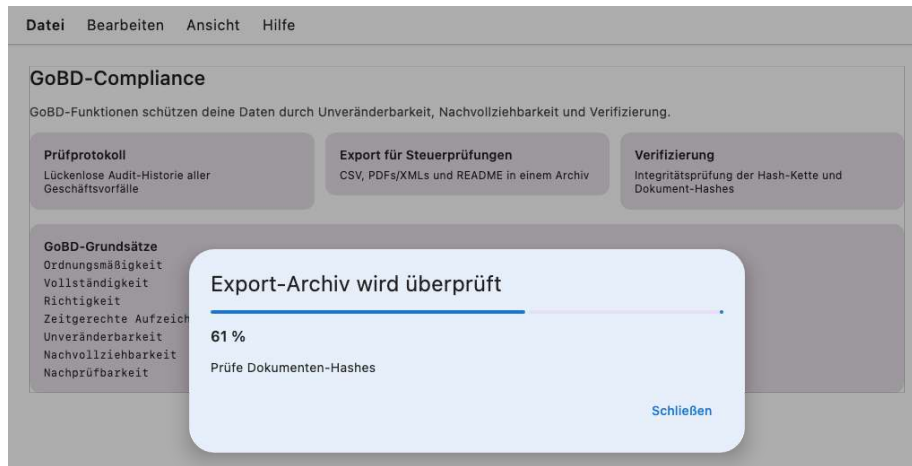 Datei Bearbeiten Ansicht Hilfe
GoBD-Compliance
GoBD-Funktionen schützen deine Daten durch Unveränderbarkeit, Nachvollziehbarkeit und Verifizierung.
Prüfprotokoll
Lückenlose Audit-Historie aller
Geschäftsvorfälle
Export für Steuerprüfungen
CSV, PDFs/XMLs und README in einem Archiv
Verifizierung
Integritätsprüfung der Hash-Kette und
Dokument-Hashes
GoBD-Grundsätze
Ordnungsmäßigkeit
Vollständigkeit
Richtigkeit
Zeitgerechte Aufzeich
Unveränderbarkeit
Nachvollziehbarkeit
Nachprüfbarkeit
Export-Archiv wird überprüft
61 %
Prüfe Dokumenten-Hashes
Schließen